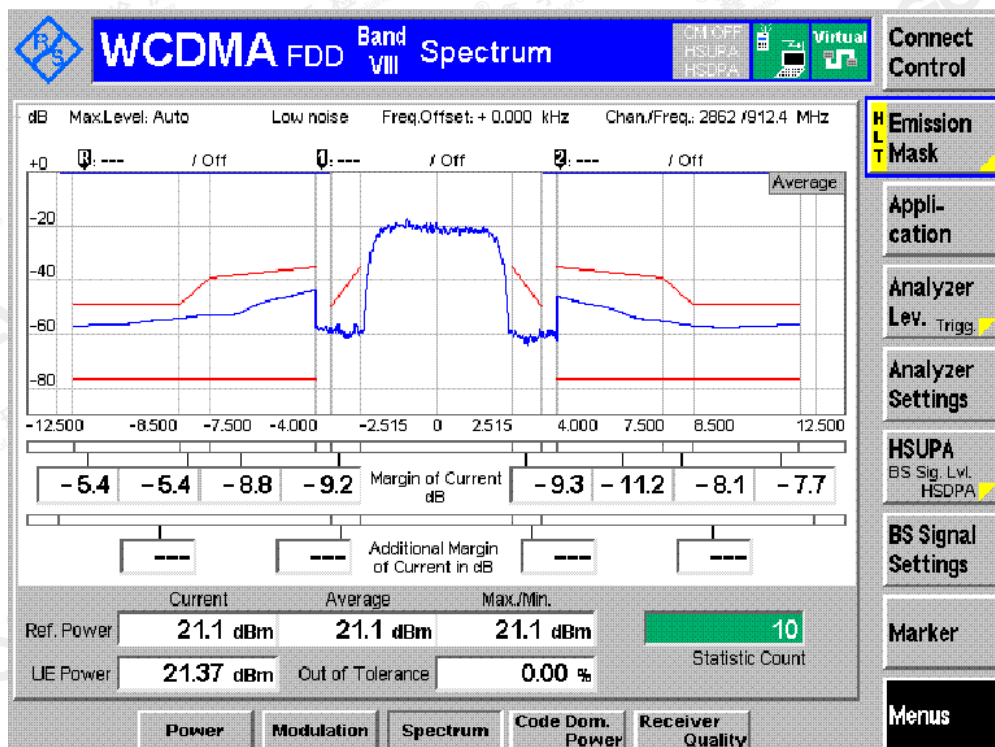 R S
WCDMA FDD Band VIII Spectrum
CM OFF
HSUPA
HSDPA
Virtual
Connect Control
dB Max.Level: Auto Low noise Freq.Offset: + 0.000 kHz Chan./Freq.: 2862 /912.4 MHz
H L T
Emission Mask
+0 R: --- / Off 1: --- / Off 2: --- / Off
Average
-20
-40
-60
-80
-12.500 -8.500 -7.500 -4.000 -2.515 0 2.515 4.000 7.500 8.500 12.500
Appli-
cation
Analyzer
Lev. Trigg.
Analyzer
Settings
-5.4 -5.4 -8.8 -9.2 Margin of Current dB -9.3 -11.2 -8.1 -7.7
HSUPA
BS Sig. Lvl.
HSDPA
--- --- Additional Margin of Current in dB --- ---
BS Signal
Settings
Current Average Max./Min.
Ref. Power 21.1 dBm 21.1 dBm 21.1 dBm
10
Statistic Count
UE Power 21.37 dBm Out of Tolerance 0.00 %
Marker
Menus
Power
Modulation
Spectrum
Code Dom. Power
Receiver Quality